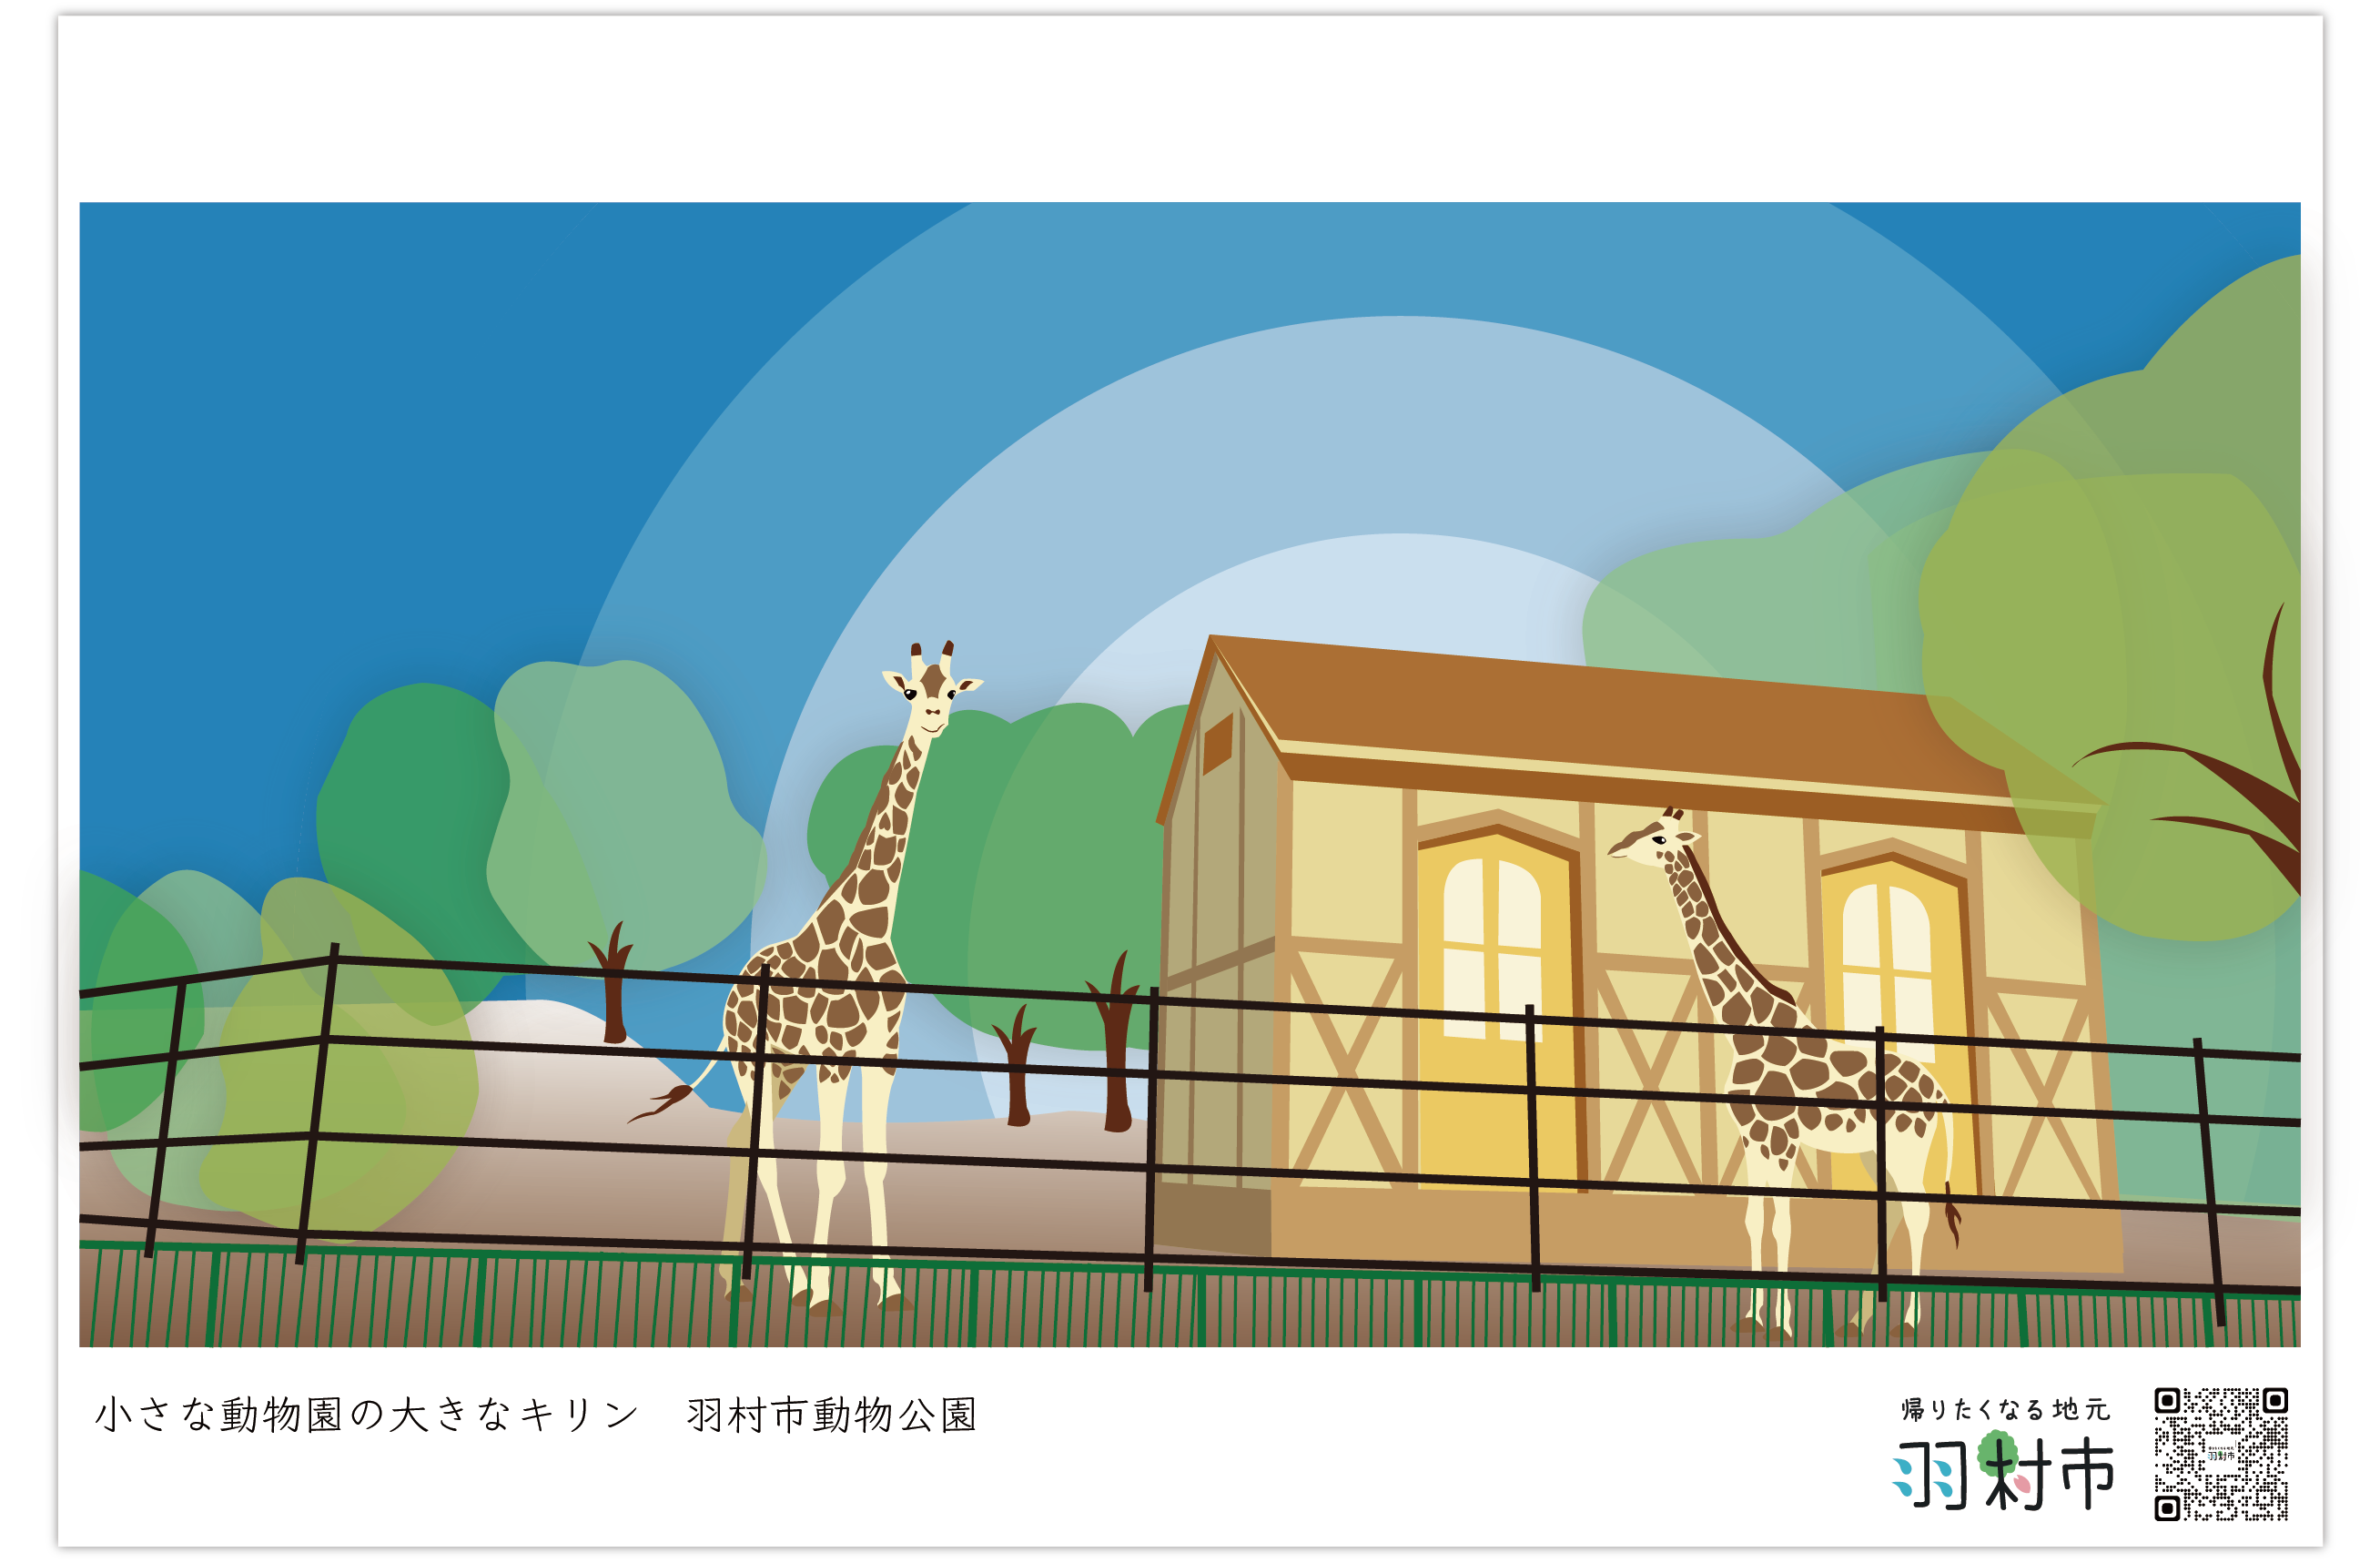 小さな動物園の大きなキリン　羽村市動物公園
帰りたくなる地元
羽村市